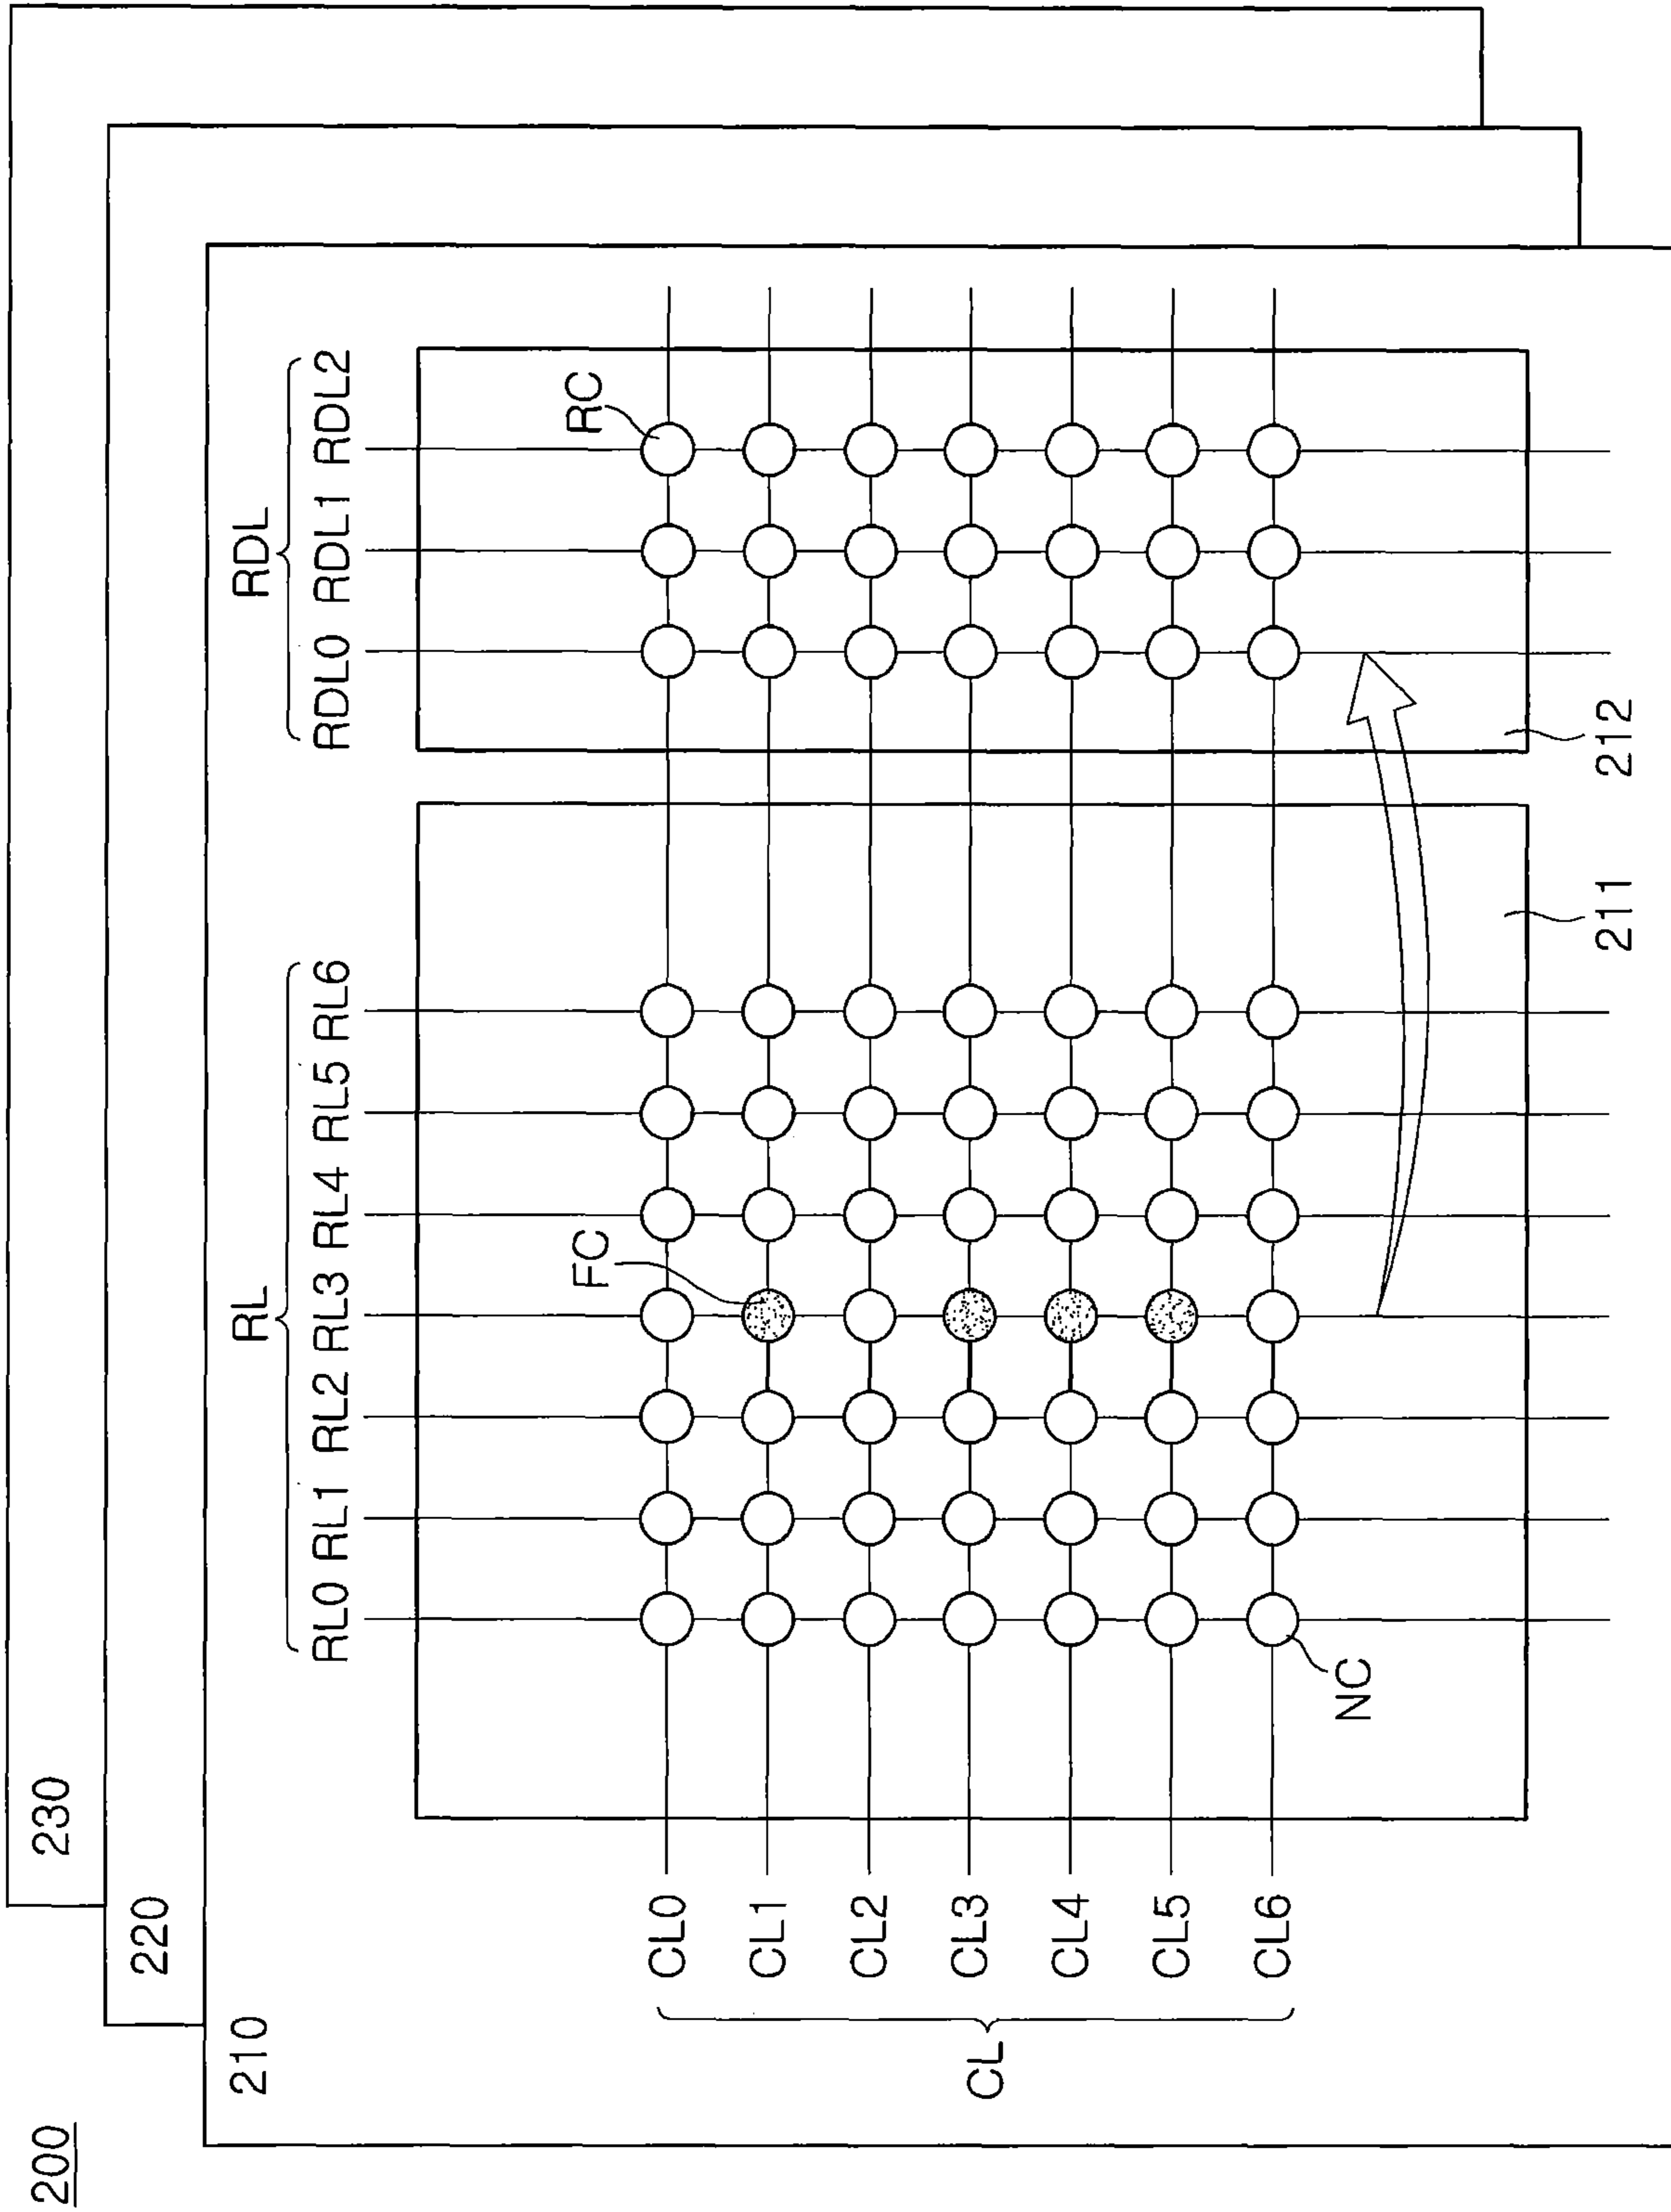 200
230
220
210
RL
RDL
RL0 RL1 RL2 RL3 RL4 RL5 RL6
RDL0 RDL1 RDL2
FC
RC
CL0
CL1
CL2
CL3
CL4
CL5
CL6
CL
NC
211
212